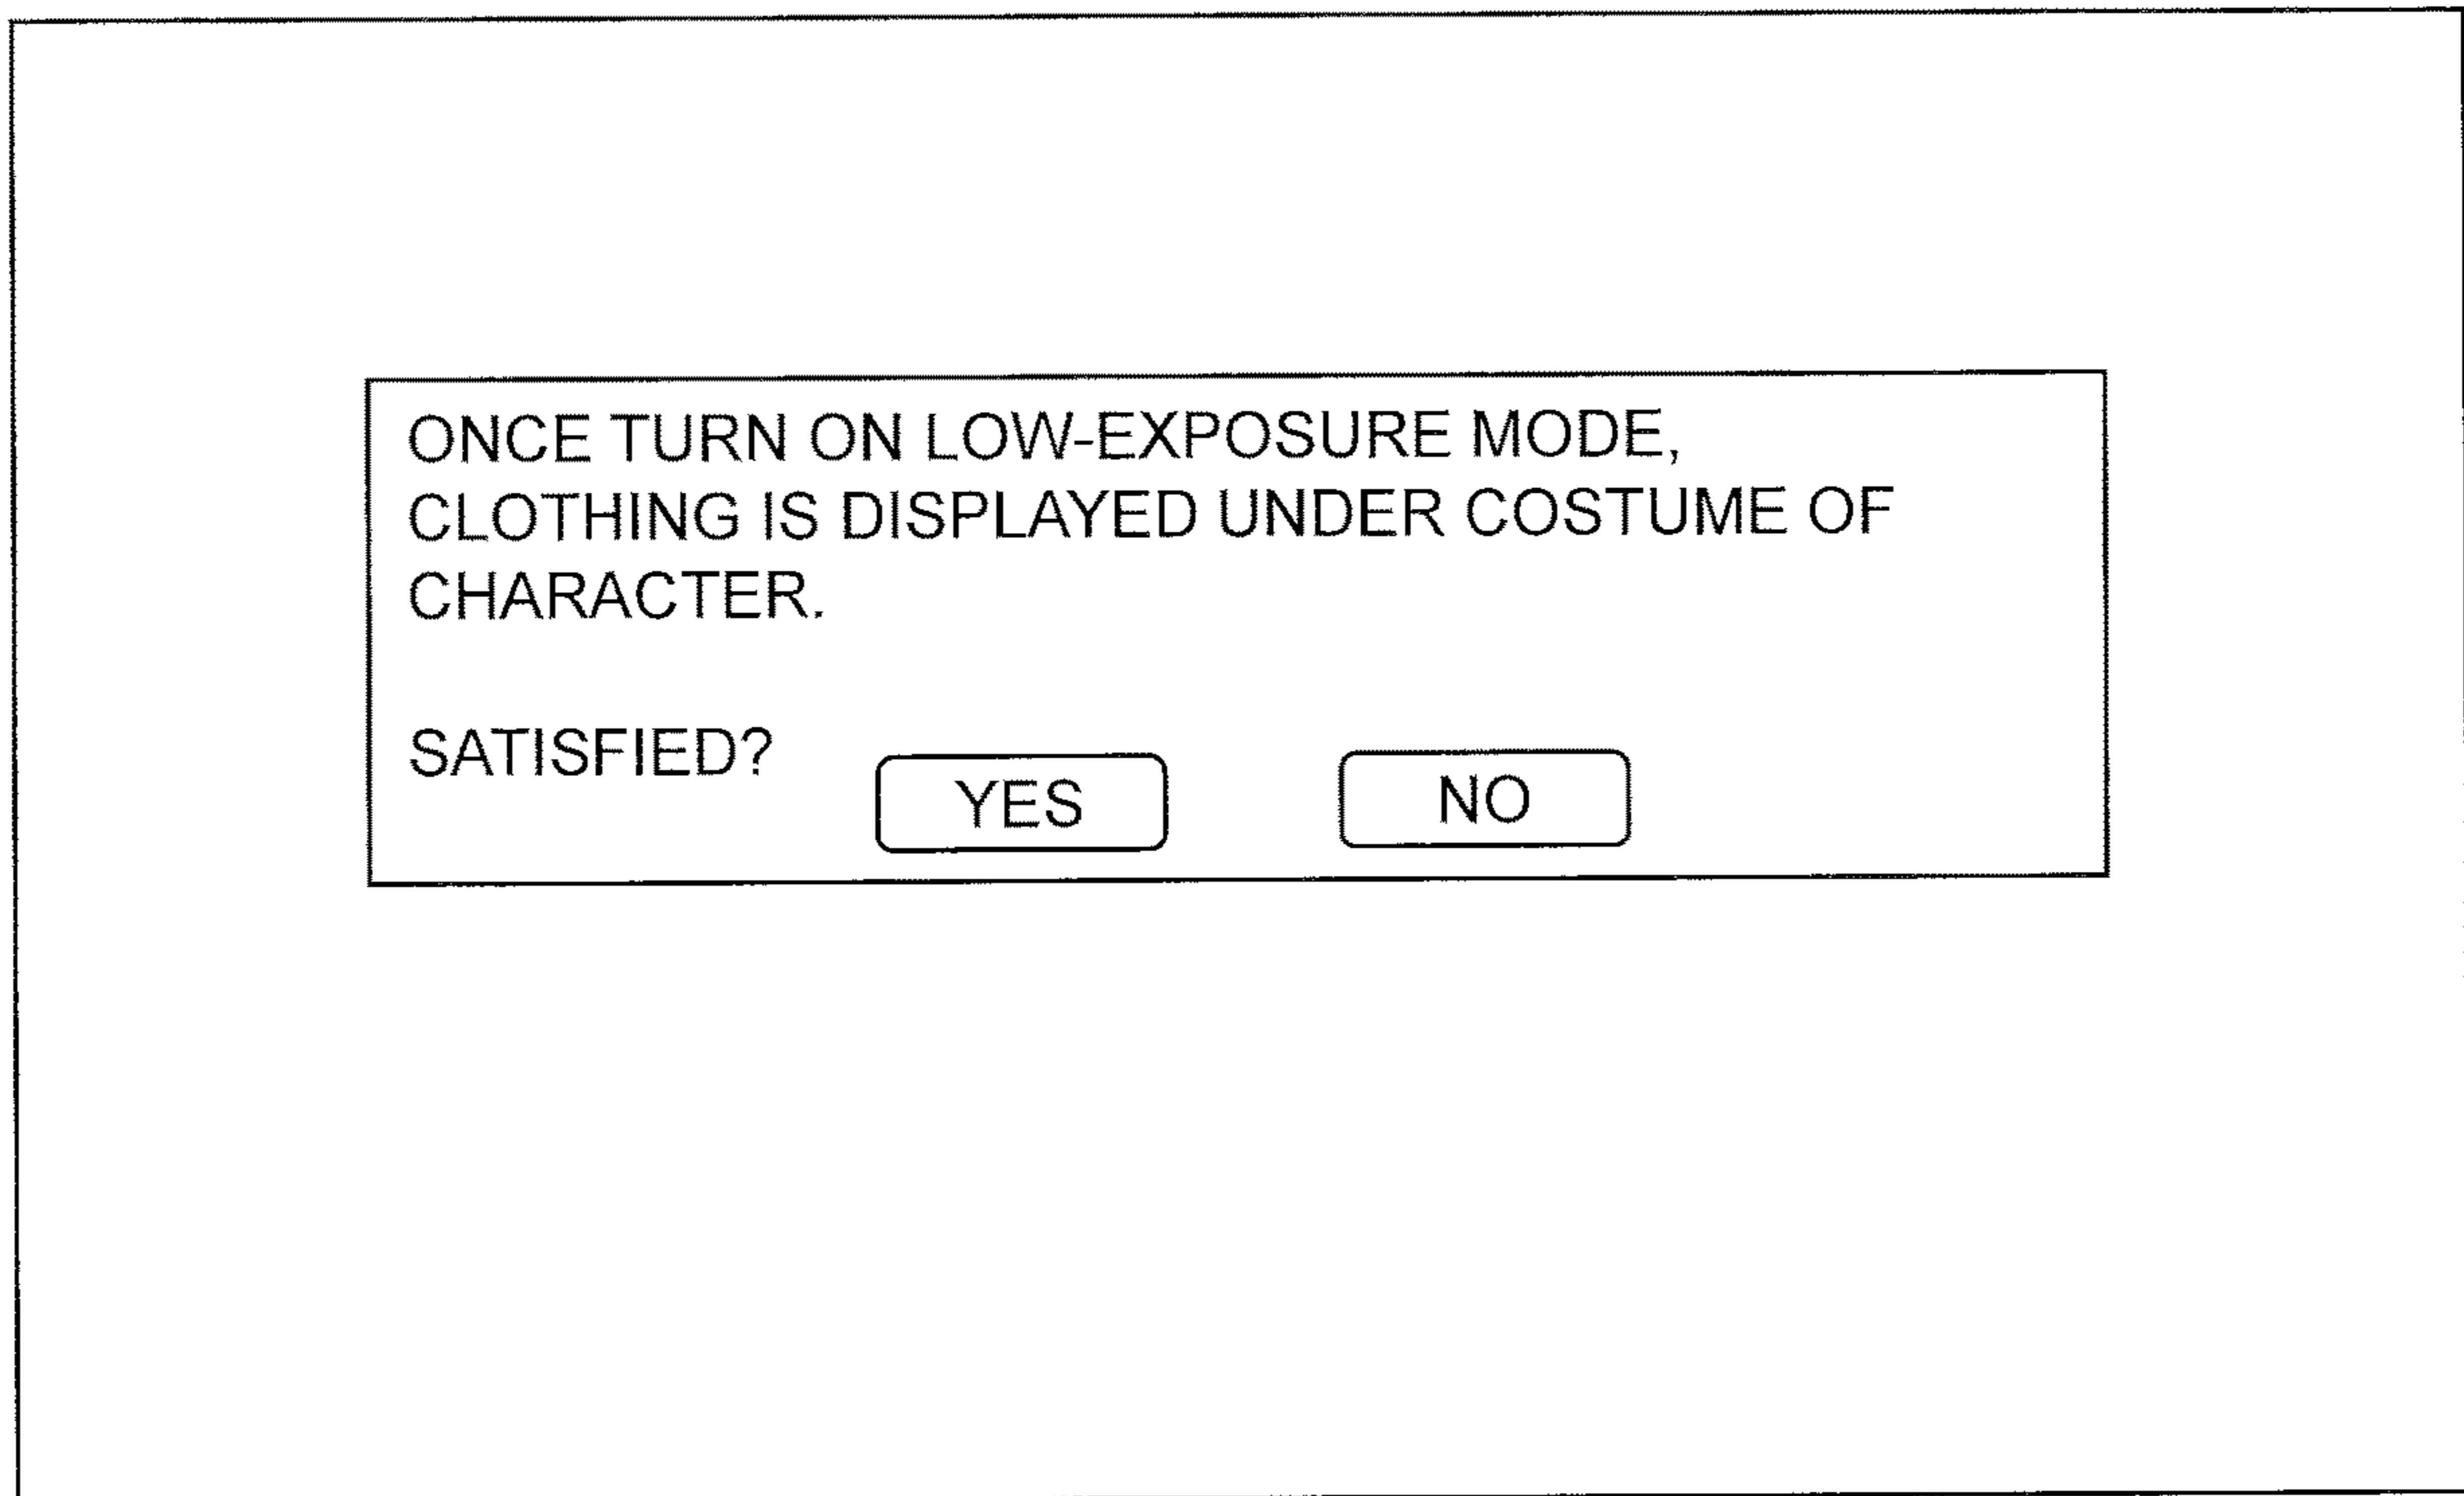 ONCE TURN ON LOW-EXPOSURE MODE,
CLOTHING IS DISPLAYED UNDER COSTUME OF
CHARACTER.
SATISFIED?
YES NO